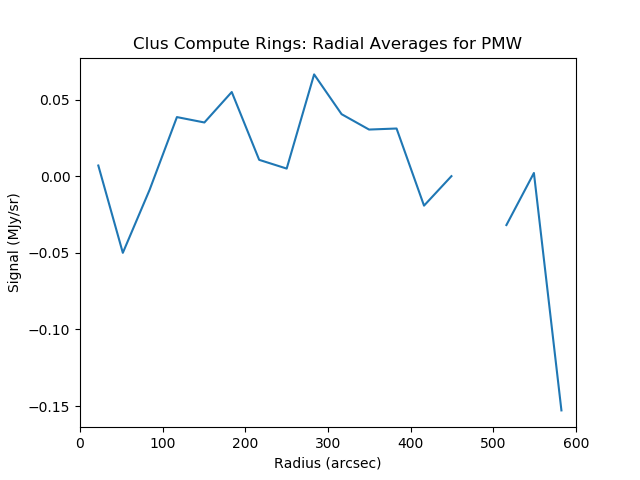 Clus Compute Rings: Radial Averages for PMW
0.05
0.00
−0.05
−0.10
−0.15
Signal (MJy/sr)
0 100 200 300 400 500 600
Radius (arcsec)